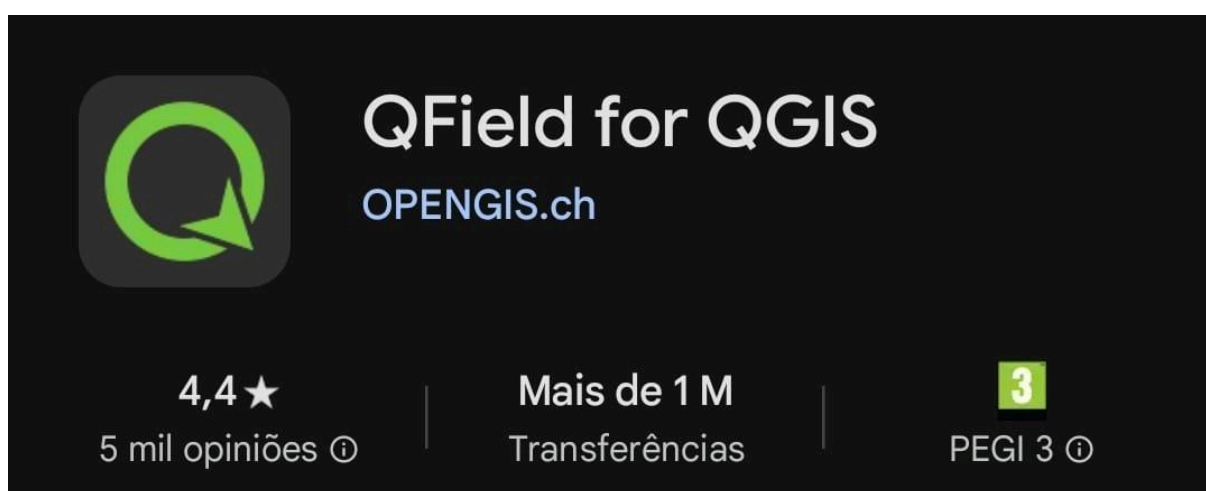 QField for QGIS
OPENGIS.ch
4,4★ Mais de 1 M 3
5 mil opiniões Transferências PEGI 3